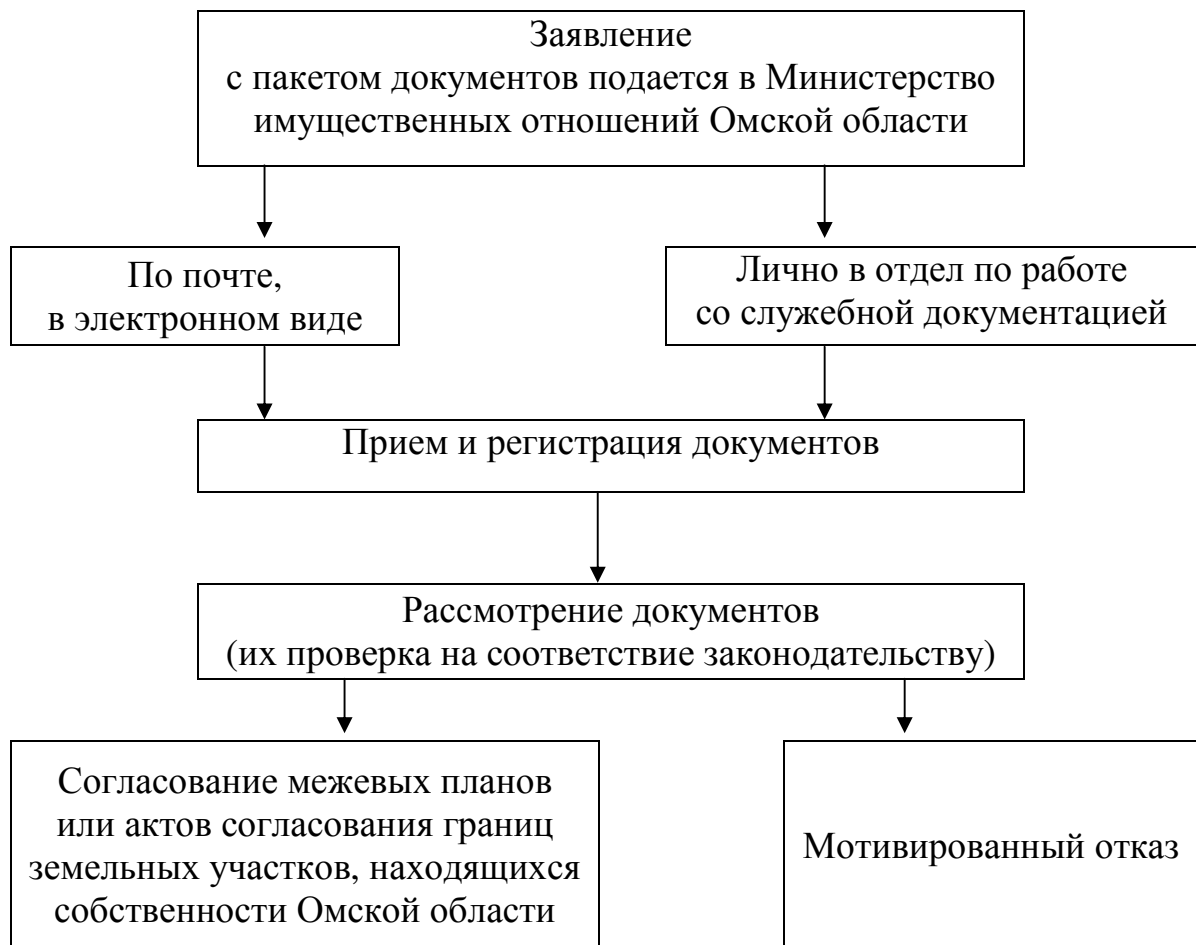 Заявление
с пакетом документов подается в Министерство
имущественных отношений Омской области
По почте,
в электронном виде
Лично в отдел по работе
со служебной документацией
Прием и регистрация документов
Рассмотрение документов
(их проверка на соответствие законодательству)
Согласование межевых планов
или актов согласования границ
земельных участков, находящихся
собственности Омской области
Мотивированный отказ